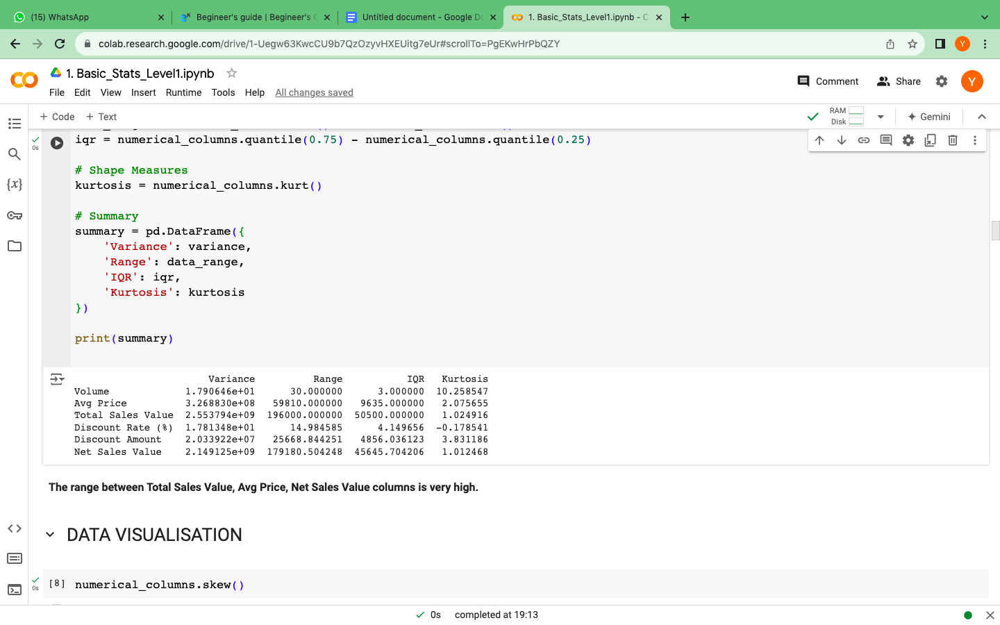 (15) WhatsApp
Begineer's guide | Begineer's
Untitled document - Google Do
1. Basic_Stats_Level1.ipynb - C
colab.research.google.com/drive/1-Uegw63KwcCU9b7QzOzyvHXEUitg7eUr#scrollTo=PgEKwHrPbQZY
Y
1. Basic_Stats_Level1.ipynb
File Edit View Insert Runtime Tools Help All changes saved
Comment Share Y
+ Code + Text
RAM
Disk
Gemini
0s
iqr = numerical_columns.quantile(0.75) - numerical_columns.quantile(0.25)
# Shape Measures
kurtosis = numerical_columns.kurt()
# Summary
summary = pd.DataFrame({
'Variance': variance,
'Range': data_range,
'IQR': iqr,
'Kurtosis': kurtosis
})
print(summary)
Variance Range IQR Kurtosis
Volume 1.790646e+01 30.000000 3.000000 10.258547
Avg Price 3.268830e+08 59810.000000 9635.000000 2.075655
Total Sales Value 2.553794e+09 196000.000000 50500.000000 1.024916
Discount Rate (%) 1.781348e+01 14.984585 4.149656 -0.178541
Discount Amount 2.033922e+07 25668.844251 4856.036123 3.831186
Net Sales Value 2.149125e+09 179180.504248 45645.704206 1.012468
The range between Total Sales Value, Avg Price, Net Sales Value columns is very high.
DATA VISUALISATION
0s
[8] numerical_columns.skew()
0s completed at 19:13